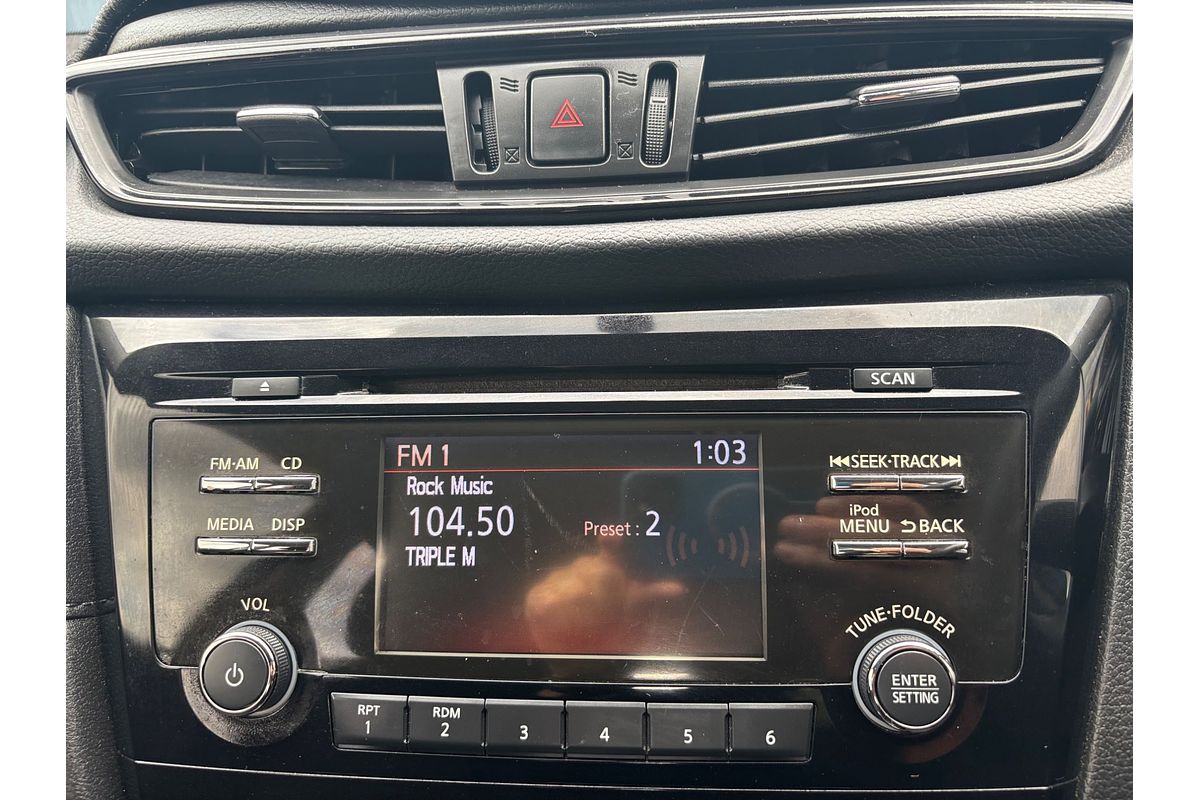 SCAN
FM·AM CD
MEDIA DISP
VOL
FM 1 1:03
Rock Music
104.50
Preset : 2
TRIPLE M
SEEK·TRACK
iPod
MENU BACK
TUNE·FOLDER
ENTER
SETTING
RPT
1
RDM
2
3
4
5
6